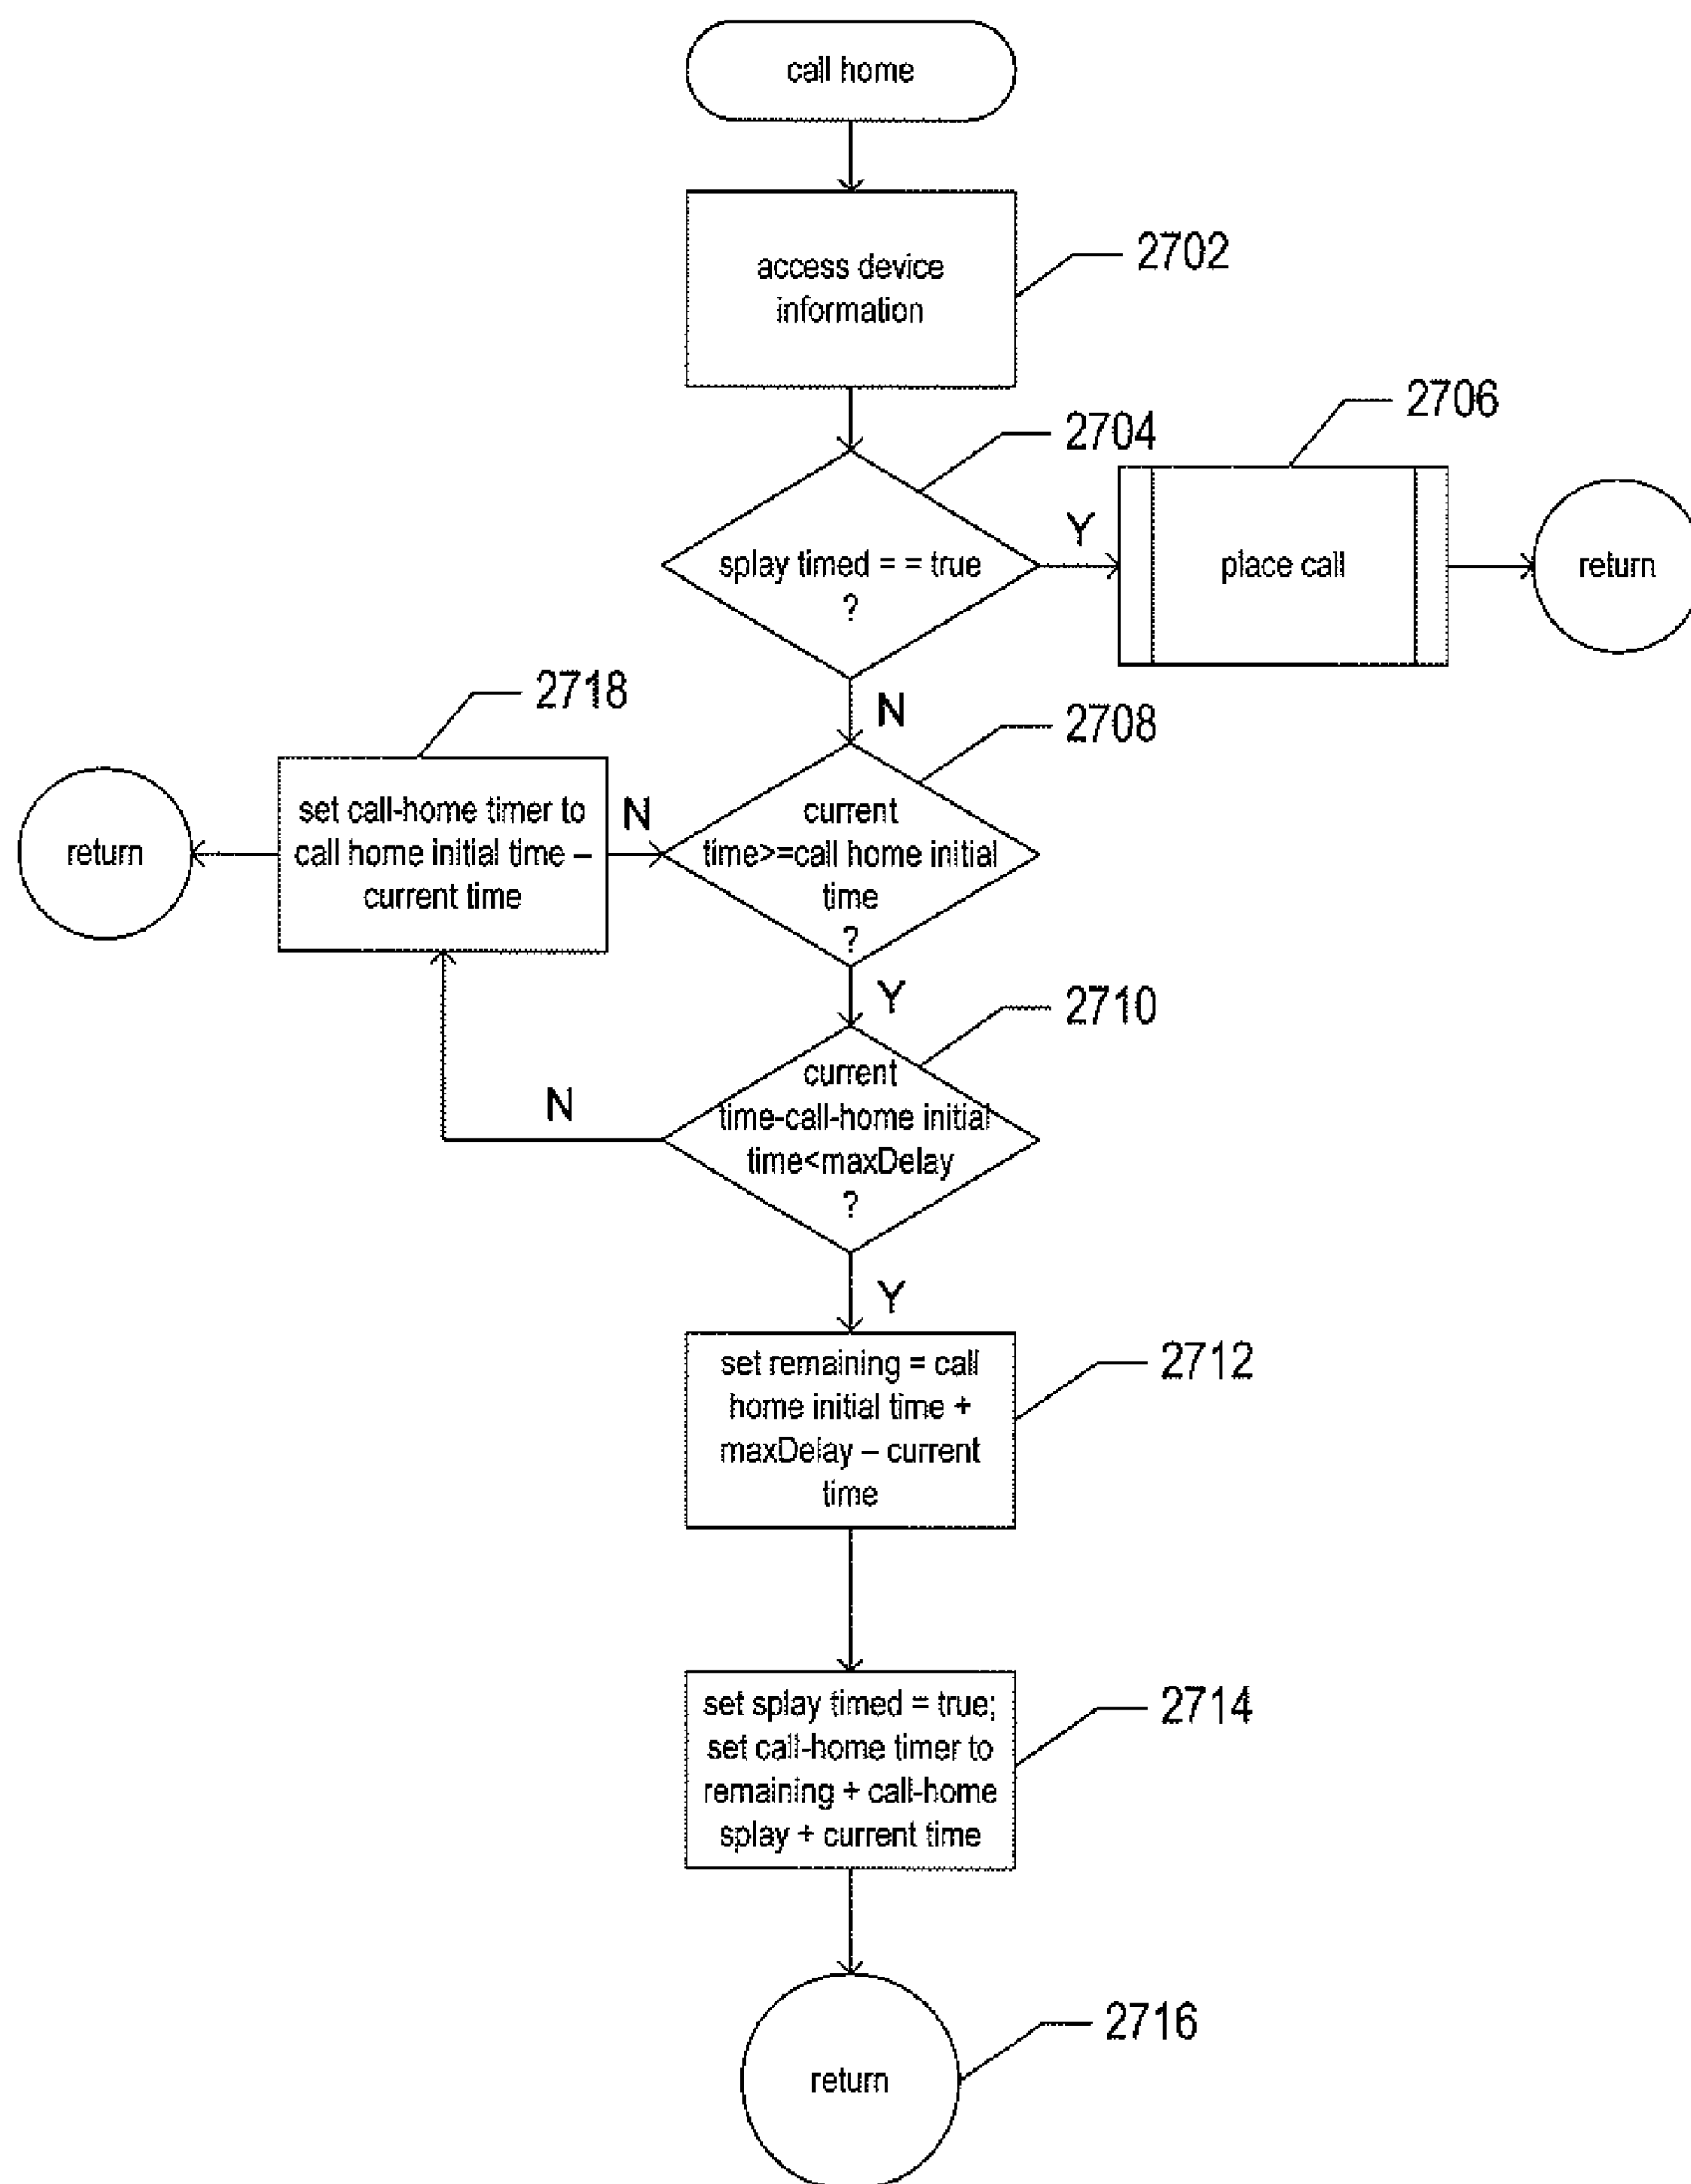 call home
access device
information
2702
2704
2706
splay timed = = true
?
Y
place call
return
N
2718
2708
return
set call-home timer to
call home initial time –
current time
N
current
time>=call home initial
time
?
Y
2710
current
time-call-home initial
time<maxDelay
?
N
Y
set remaining = call
home initial time +
maxDelay – current
time
2712
set splay timed = true;
set call-home timer to
remaining + call-home
splay + current time
2714
return
2716